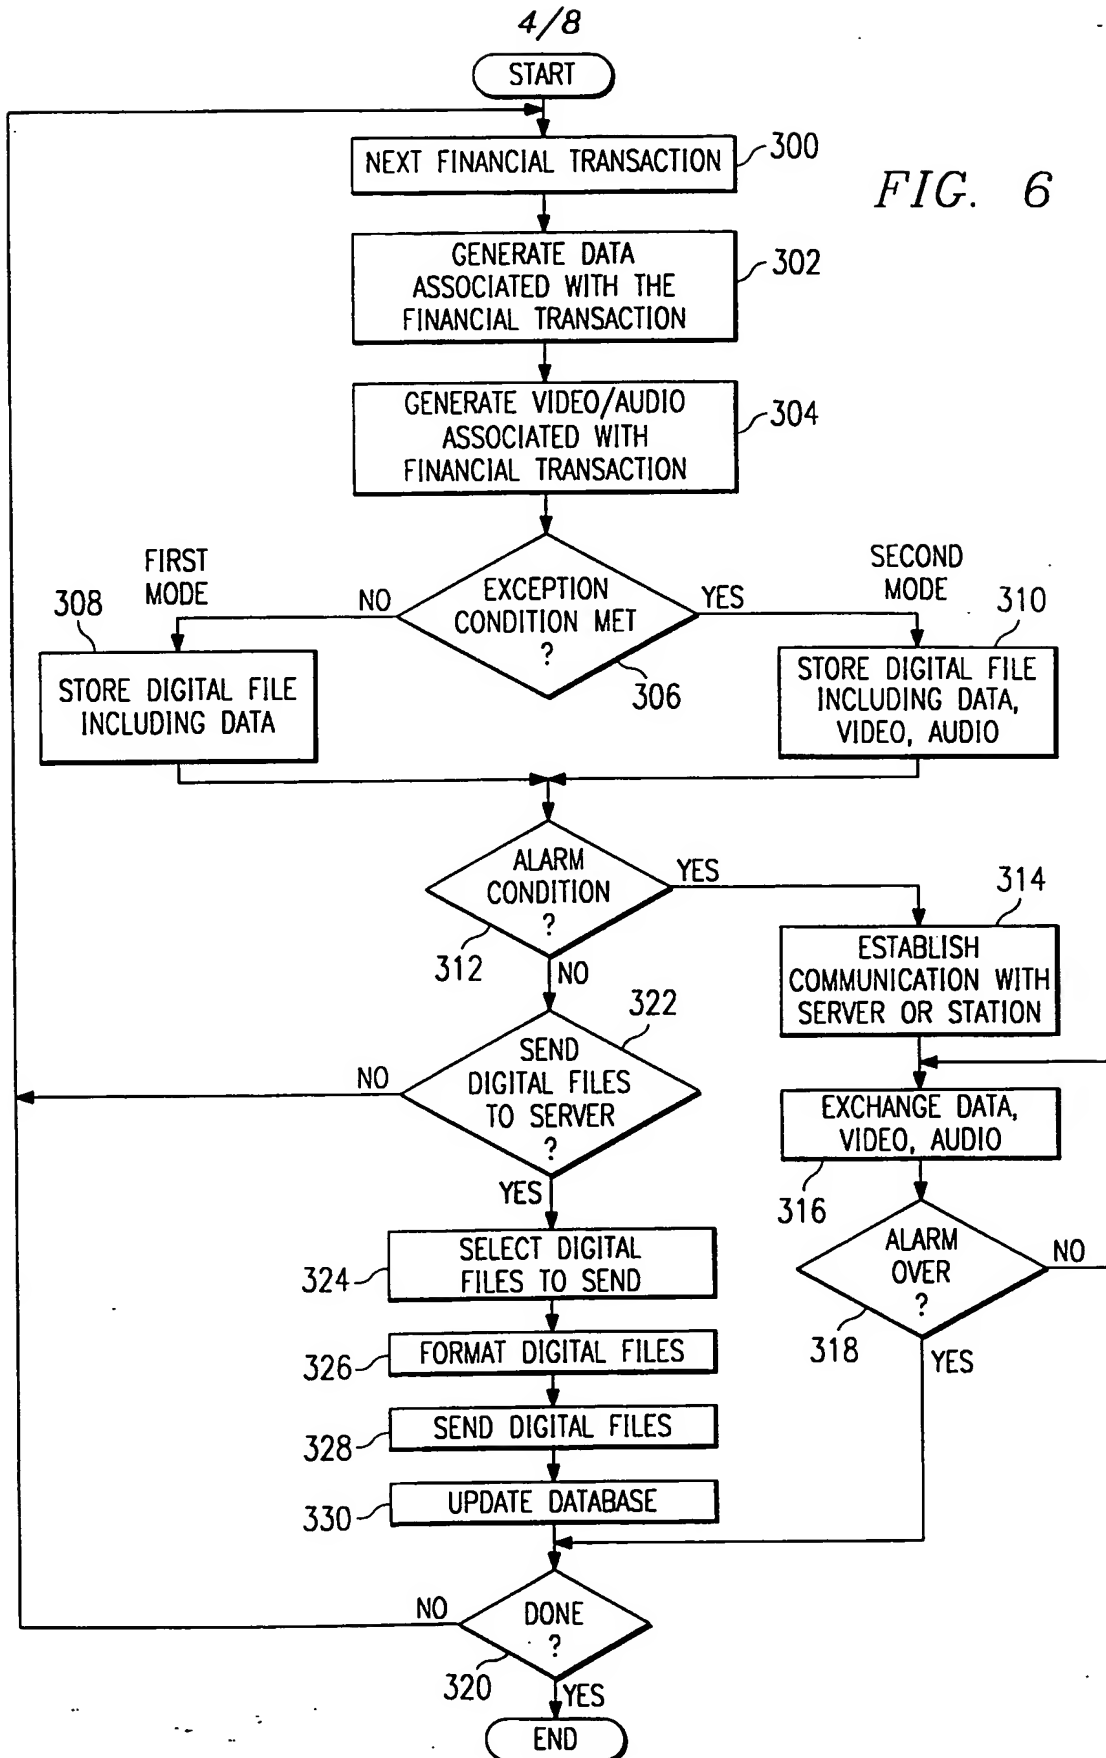 4/8
START
NEXT FINANCIAL TRANSACTION
300
FIG. 6
GENERATE DATA
ASSOCIATED WITH THE
FINANCIAL TRANSACTION
302
GENERATE VIDEO/AUDIO
ASSOCIATED WITH
FINANCIAL TRANSACTION
304
FIRST
MODE
NO
EXCEPTION
CONDITION MET
?
306
YES
SECOND
MODE
308
STORE DIGITAL FILE
INCLUDING DATA
310
STORE DIGITAL FILE
INCLUDING DATA,
VIDEO, AUDIO
ALARM
CONDITION
?
312
YES
NO
314
ESTABLISH
COMMUNICATION WITH
SERVER OR STATION
322
SEND
DIGITAL FILES
TO SERVER
?
NO
YES
EXCHANGE DATA,
VIDEO, AUDIO
316
ALARM
OVER
?
318
NO
YES
SELECT DIGITAL
FILES TO SEND
324
FORMAT DIGITAL FILES
326
SEND DIGITAL FILES
328
UPDATE DATABASE
330
NO
DONE
?
320
YES
END